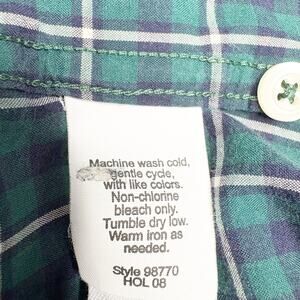 Machine wash cold,
gentle cycle,
with like colors.
Non-chlorine
bleach only.
Tumble dry low.
Warm iron as
needed.
Style 98770
HOL 08